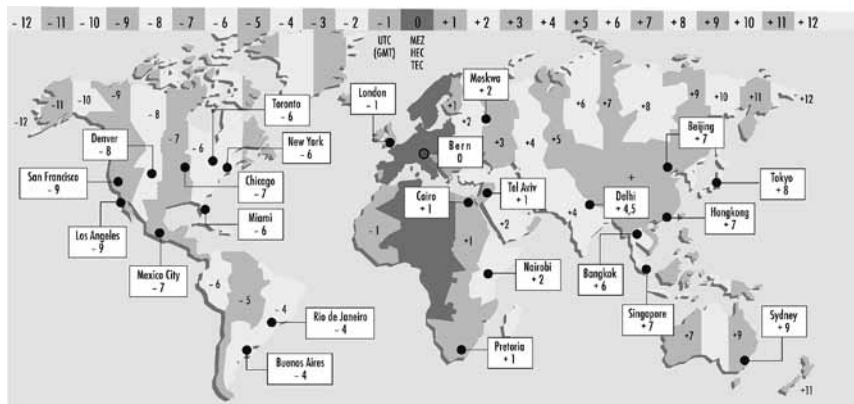 − 12 − 11 − 10 − 9 − 8 − 7 − 6 − 5 − 4 − 3 − 2 − 1 0 + 1 + 2 + 3 + 4 + 5 + 6 + 7 + 8 + 9 + 10 + 11 + 12
UTC
(GMT)
MEZ
HEC
TEC
Toronto
− 6
London
− 1
Moskwa
+ 2
Denver
− 8
New York
− 6
Bern
0
Beijing
+ 7
San Francisco
− 9
Chicago
− 7
Cairo
+ 1
Tel Aviv
+ 1
Delhi
+ 4,5
Tokyo
+ 8
Los Angeles
− 9
Miami
− 6
Hongkong
+ 7
Mexico City
− 7
Nairobi
+ 2
Bangkok
+ 6
Rio de Janeiro
− 4
Singapore
+ 7
Sydney
+ 9
Buenos Aires
− 4
Pretoria
+ 1
−12
−11
−10
−9
− 8
− 7
− 6
− 6
− 5
− 4
− 1
+1
+2
+3
+4
+5
+6
+7
+8
+9
+10
+11
+12
+
+1
+2
+4
+7
+9
+11